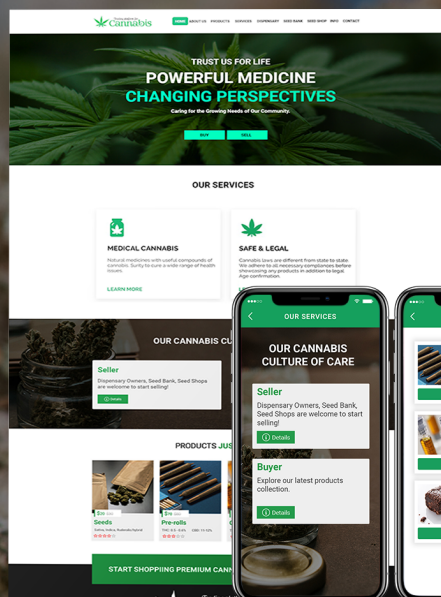 Cannabis
HOME ABOUT US PRODUCTS SERVICES DISPENSARY SEED BANK SEED SHOP INFO CONTACT
TRUST US FOR LIFE
POWERFUL MEDICINE
CHANGING PERSPECTIVES
Caring for the Growing Needs of Our Community.
BUY SELL
OUR SERVICES
MEDICAL CANNABIS
Natural medicines with useful compounds of
cannabis. Surity to cure a wide range of health
issues.
LEARN MORE
SAFE & LEGAL
Cannabis laws are different from state to state.
We adhere to all necessary compliances before
showcasing any products in addition to legal
Age confirmation.
LE
OUR CANNABIS CU
Seller
Dispensary Owners, Seed Bank, Seed Shops
are welcome to start selling!
Details
PRODUCTS JUS
Seeds
Sativa, Indica, Ruderalis Hybrid
Pre-rolls
START SHOPPING PREMIUM CANN
OUR SERVICES
OUR CANNABIS
CULTURE OF CARE
Seller
Dispensary Owners, Seed Bank,
Seed Shops are welcome to start
selling!
Details
Buyer
Explore our latest products
collection.
Details